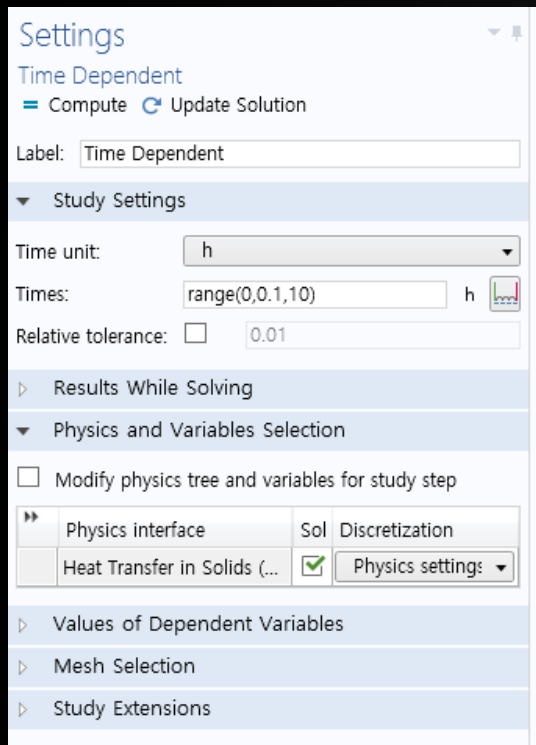 Settings
Time Dependent
= Compute Update Solution
Label: Time Dependent
Study Settings
Time unit: h
Times: range(0,0.1,10) h
Relative tolerance: 0.01
Results While Solving
Physics and Variables Selection
Modify physics tree and variables for study step
Physics interface Sol Discretization
Heat Transfer in Solids (... Physics settings
Values of Dependent Variables
Mesh Selection
Study Extensions